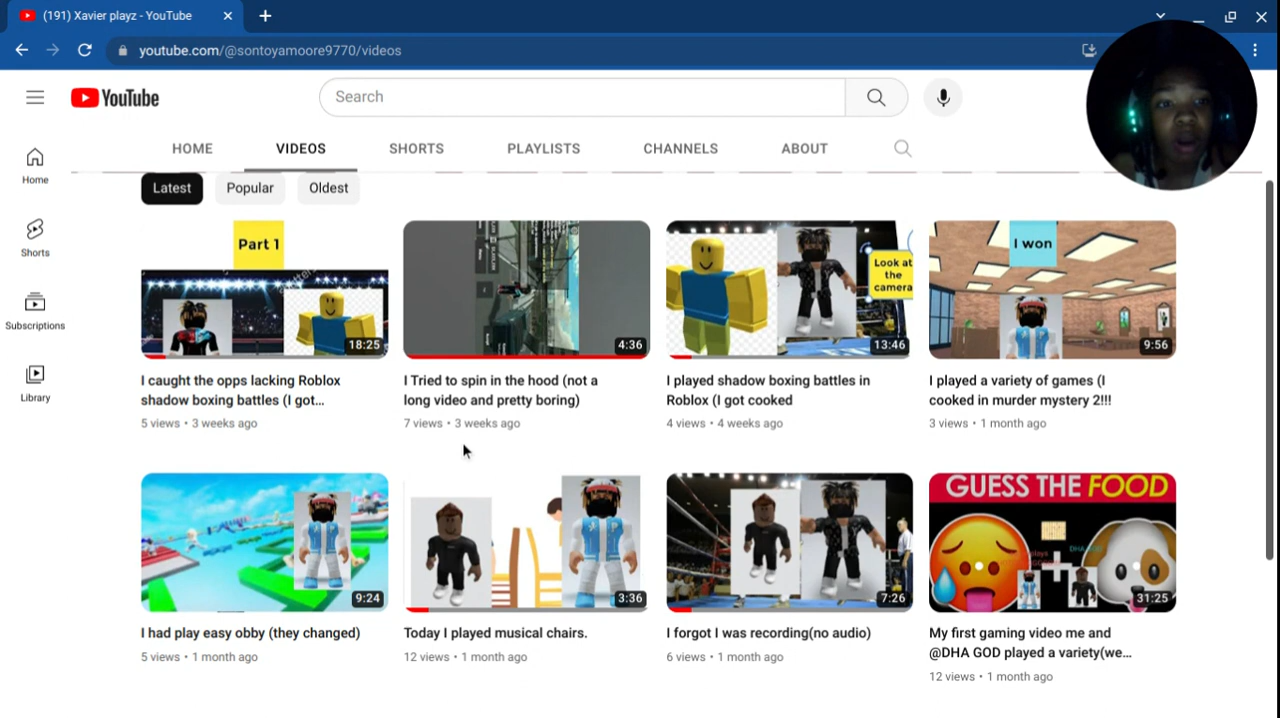 (191) Xavier playz - YouTube
youtube.com/@sontoyamoore9770/videos
YouTube
Search
HOME
VIDEOS
SHORTS
PLAYLISTS
CHANNELS
ABOUT
Home
Shorts
Subscriptions
Library
Latest
Popular
Oldest
Part 1
18:25
I caught the opps lacking Roblox
shadow boxing battles (I got...
5 views • 3 weeks ago
4:36
I Tried to spin in the hood (not a
long video and pretty boring)
7 views • 3 weeks ago
Look at
the
camera
13:46
I played shadow boxing battles in
Roblox (I got cooked
4 views • 4 weeks ago
I won
9:56
I played a variety of games (I
cooked in murder mystery 2!!!
3 views • 1 month ago
9:24
I had play easy obby (they changed)
5 views • 1 month ago
3:36
Today I played musical chairs.
12 views • 1 month ago
7:26
I forgot I was recording(no audio)
6 views • 1 month ago
GUESS THE FOOD
31:25
My first gaming video me and
@DHA GOD played a variety(we...
12 views • 1 month ago